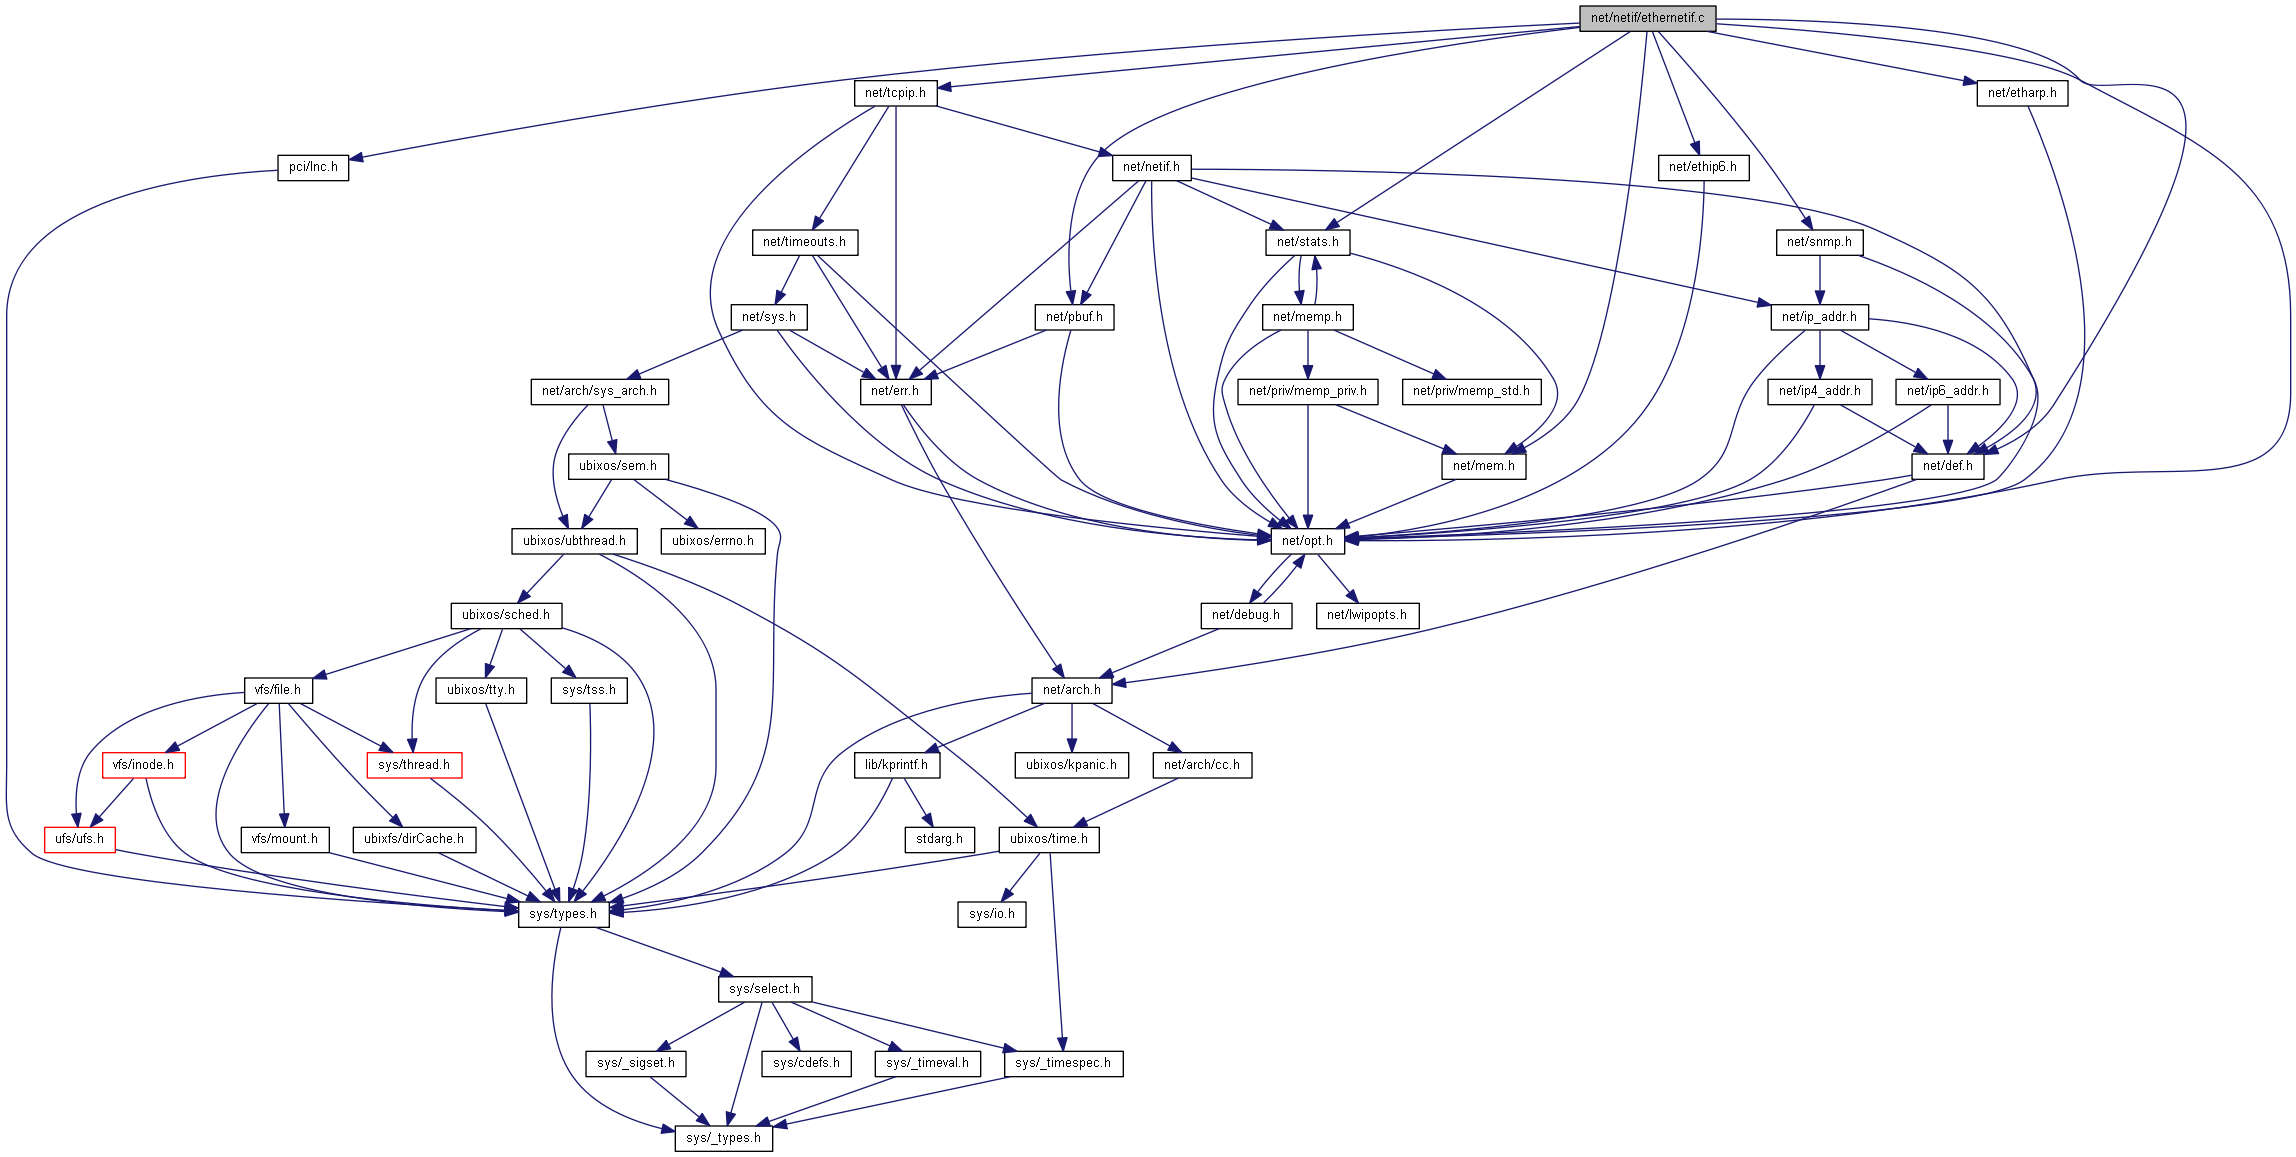 net/netif/ethernetif.c
net/tcpip.h
net/etharp.h
pci/lnc.h
net/netif.h
net/ethip6.h
net/timeouts.h
net/stats.h
net/snmp.h
net/sys.h
net/pbuf.h
net/memp.h
net/ip_addr.h
net/arch/sys_arch.h
net/err.h
net/priv/memp_priv.h
net/priv/memp_std.h
net/ip4_addr.h
net/ip6_addr.h
ubixos/sem.h
net/mem.h
net/def.h
ubixos/ubthread.h
ubixos/errno.h
net/opt.h
ubixos/sched.h
net/debug.h
net/lwipopts.h
vfs/file.h
ubixos/tty.h
sys/tss.h
net/arch.h
vfs/inode.h
sys/thread.h
lib/kprintf.h
ubixos/kpanic.h
net/arch/cc.h
ufs/ufs.h
vfs/mount.h
ubixfs/dirCache.h
stdarg.h
ubixos/time.h
sys/types.h
sys/io.h
sys/select.h
sys/_sigset.h
sys/cdefs.h
sys/_timeval.h
sys/_timespec.h
sys/_types.h